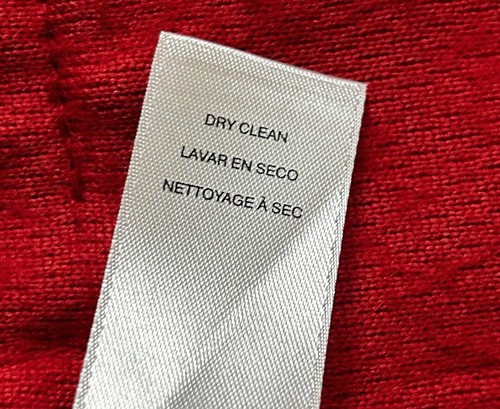 DRY CLEAN
LAVAR EN SECO
NETTOYAGE À SEC